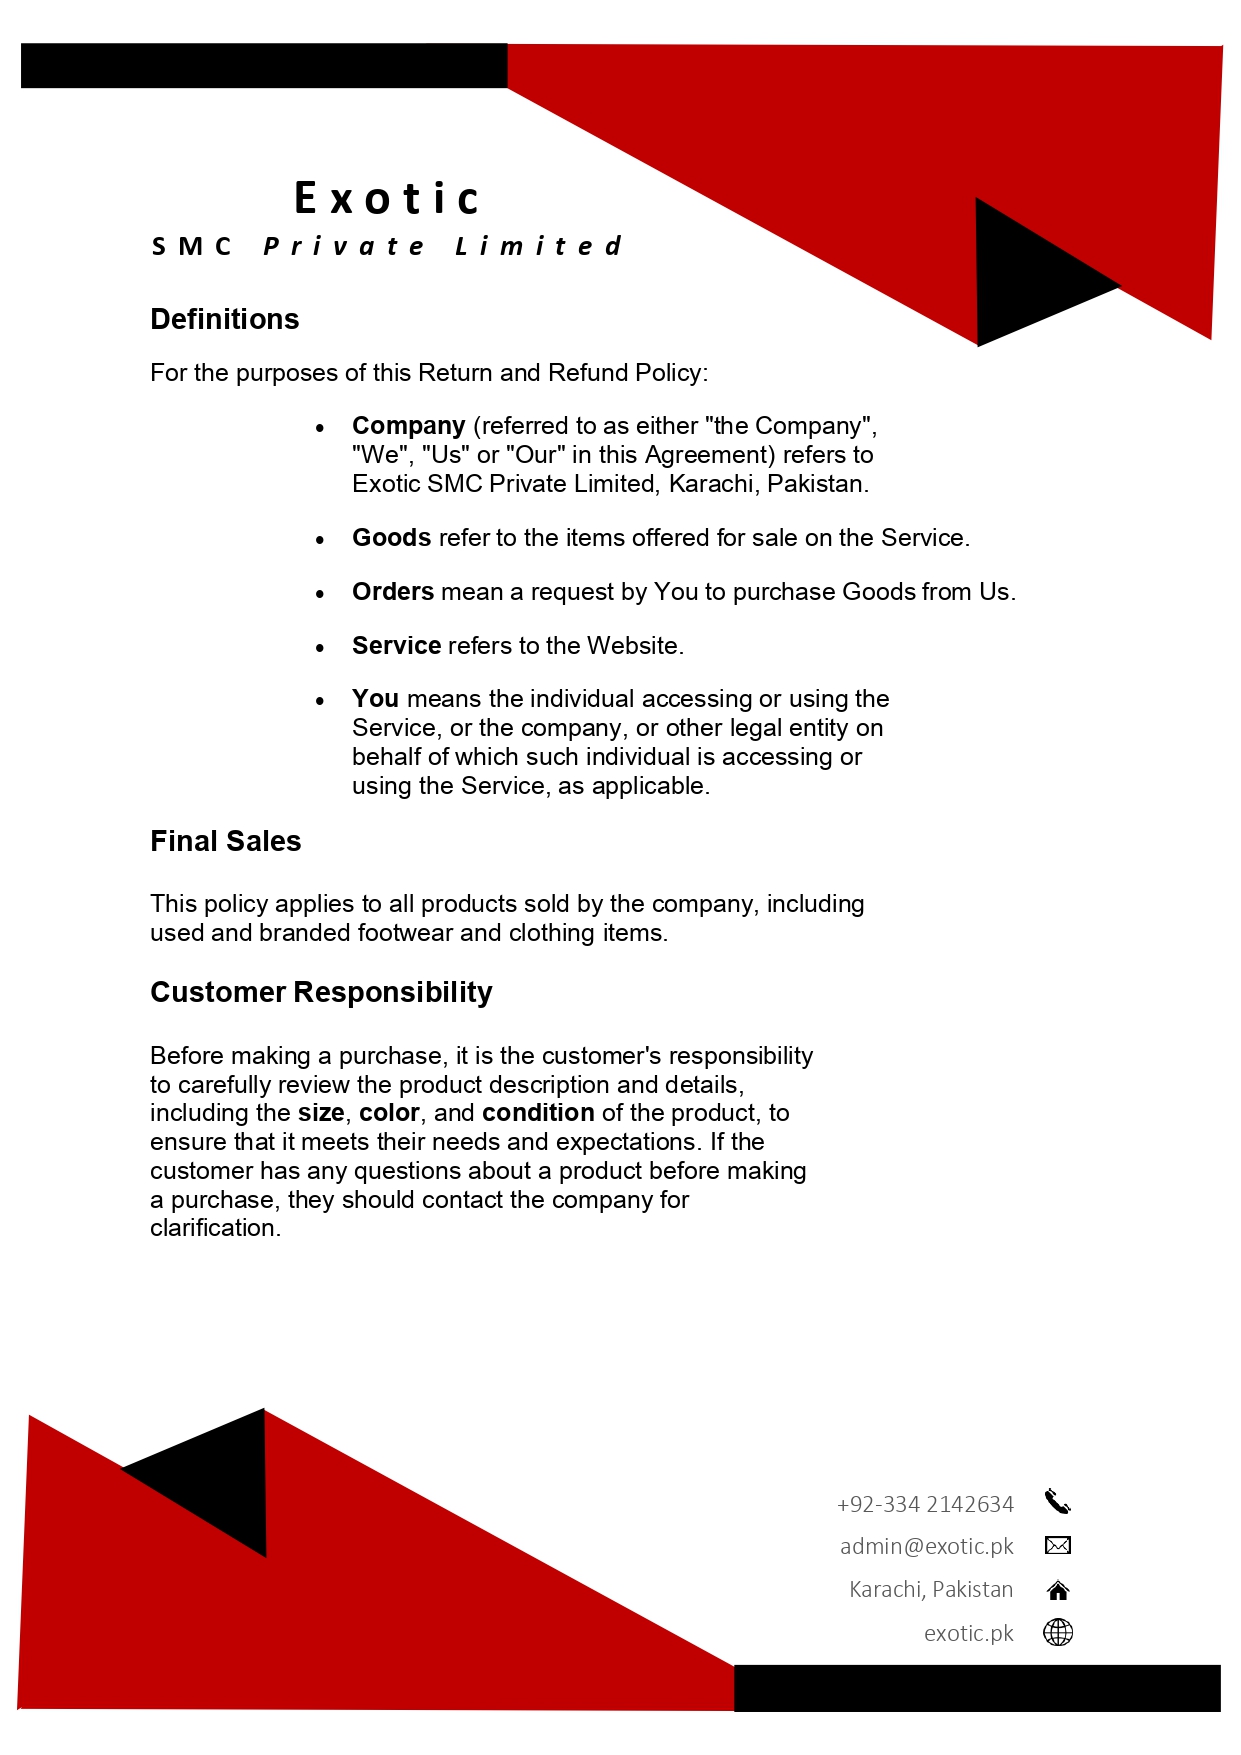 Exotic
SMC Private Limited
Definitions
For the purposes of this Return and Refund Policy:
• Company (referred to as either "the Company",
"We", "Us" or "Our" in this Agreement) refers to
Exotic SMC Private Limited, Karachi, Pakistan.
• Goods refer to the items offered for sale on the Service.
• Orders mean a request by You to purchase Goods from Us.
• Service refers to the Website.
• You means the individual accessing or using the
Service, or the company, or other legal entity on
behalf of which such individual is accessing or
using the Service, as applicable.
Final Sales
This policy applies to all products sold by the company, including
used and branded footwear and clothing items.
Customer Responsibility
Before making a purchase, it is the customer's responsibility
to carefully review the product description and details,
including the size, color, and condition of the product, to
ensure that it meets their needs and expectations. If the
customer has any questions about a product before making
a purchase, they should contact the company for
clarification.
+92-334 2142634
admin@exotic.pk
Karachi, Pakistan
exotic.pk